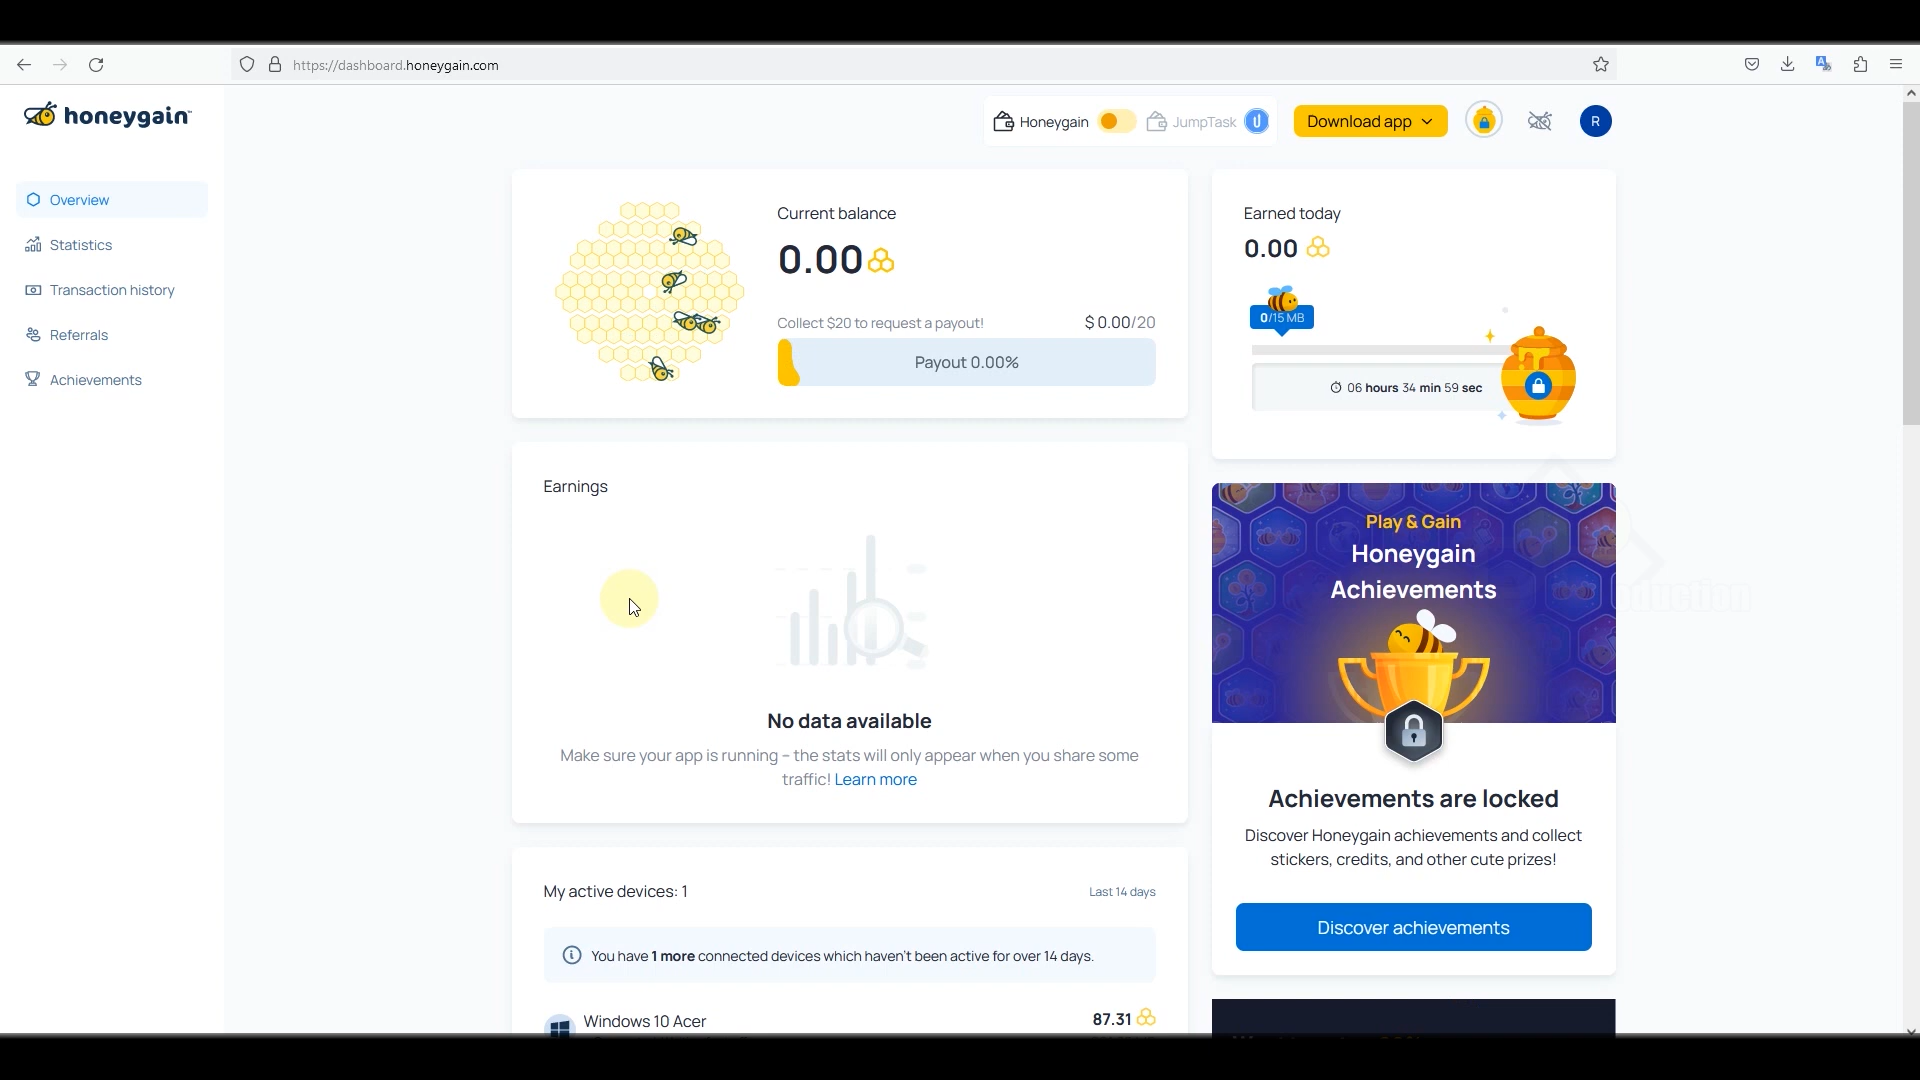 https://dashboard.honeygain.com
honeygain
Honeygain
JumpTask
Download app
R
Overview
Statistics
Transaction history
Referrals
Achievements
Current balance
0.00
Collect $20 to request a payout!
$ 0.00/20
Payout 0.00%
Earned today
0.00
0/15 MB
06 hours 34 min 59 sec
Earnings
No data available
Make sure your app is running – the stats will only appear when you share some
traffic! Learn more
Play & Gain
Honeygain
Achievements
Achievements are locked
Discover Honeygain achievements and collect
stickers, credits, and other cute prizes!
Discover achievements
My active devices: 1
Last 14 days
You have 1 more connected devices which haven't been active for over 14 days.
Windows 10 Acer
87.31